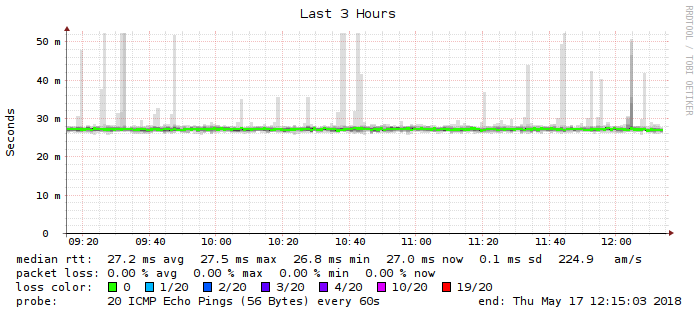 Last 3 Hours
RRDTOOL / TOBI OETIKER
Seconds
50 m
40 m
30 m
20 m
10 m
0
09:20 09:40 10:00 10:20 10:40 11:00 11:20 11:40 12:00
median rtt: 27.2 ms avg 27.5 ms max 26.8 ms min 27.0 ms now 0.1 ms sd 224.9 am/s
packet loss: 0.00 % avg 0.00 % max 0.00 % min 0.00 % now
loss color: 0 1/20 2/20 3/20 4/20 10/20 19/20
probe: 20 ICMP Echo Pings (56 Bytes) every 60s end: Thu May 17 12:15:03 2018